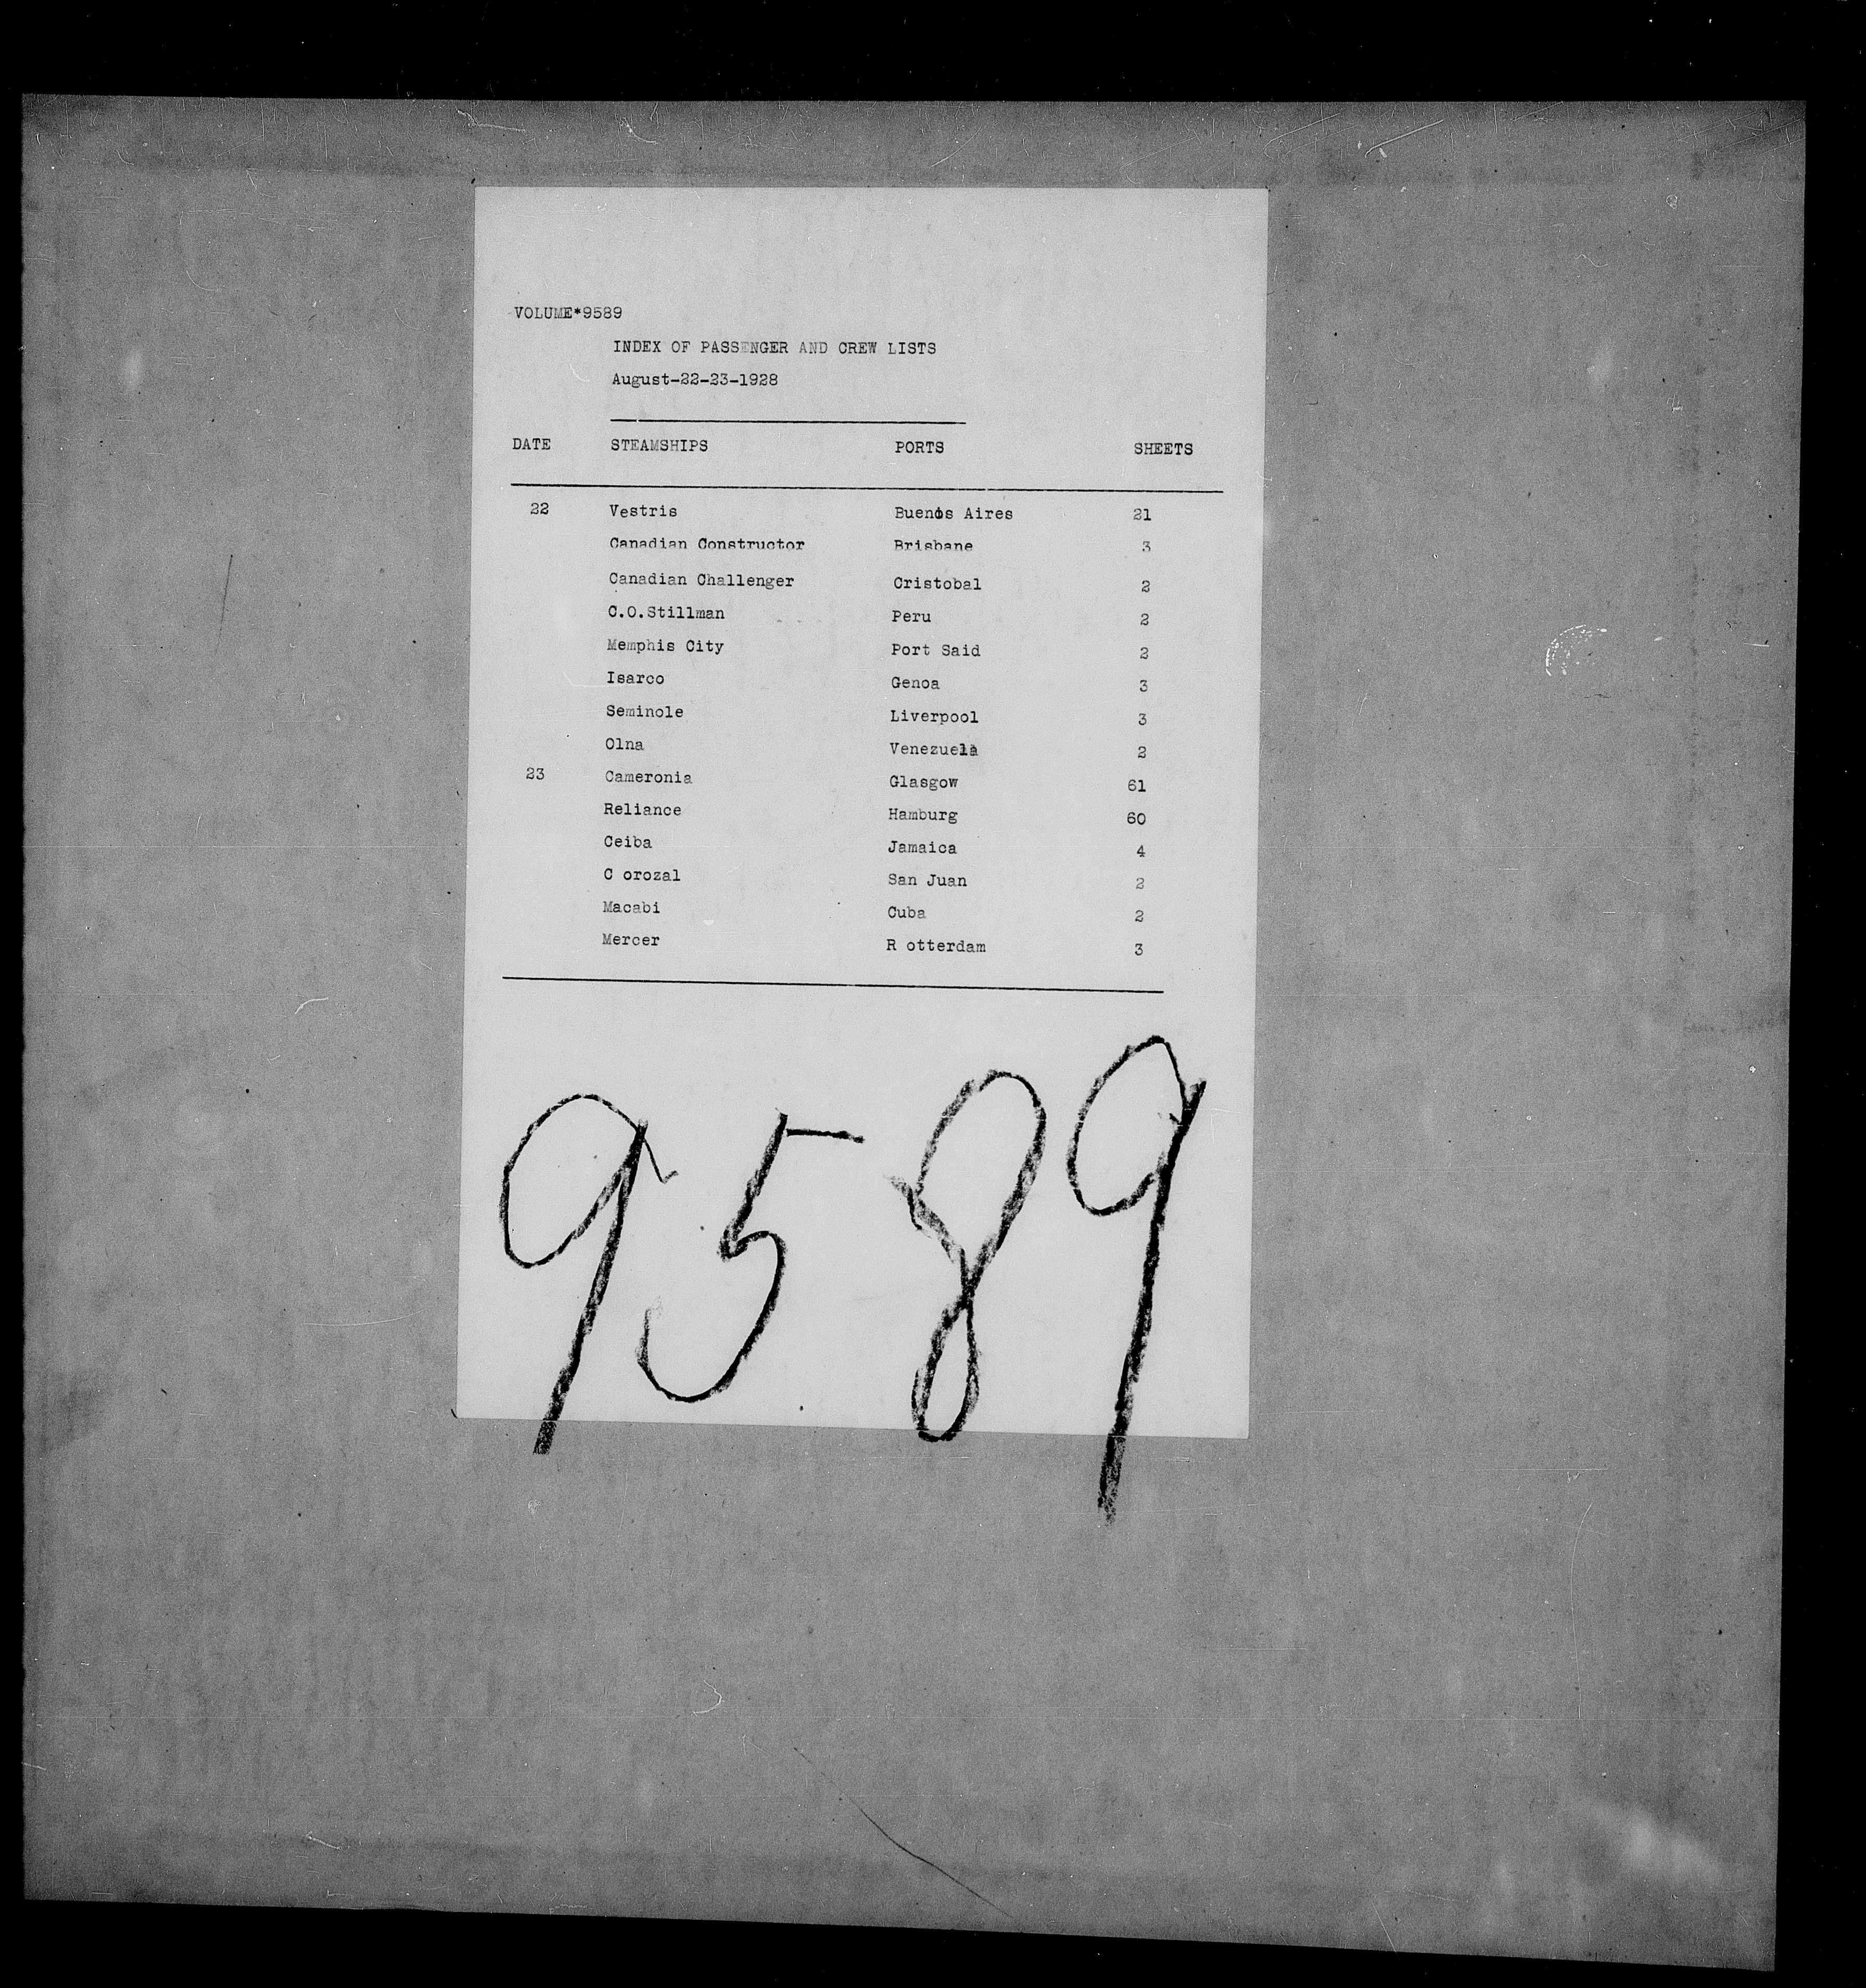 VOLUME*9589
INDEX OF PASSENGER AND CREW LISTS
August-22-23-1928
DATE STEAMSHIPS PORTS SHEETS
22 Vestris Buenos Aires 21
Canadian Constructor Brisbane 3
Canadian Challenger Cristobal 2
C.O.Stillman Peru 2
Memphis City Port Said 2
Isarco Genoa 3
Seminole Liverpool 3
Olna Venezuela 2
23 Cameronia Glasgow 61
Reliance Hamburg 60
Ceiba Jamaica 4
C orozal San Juan 2
Macabi Cuba 2
Mercer R otterdam 3
9589